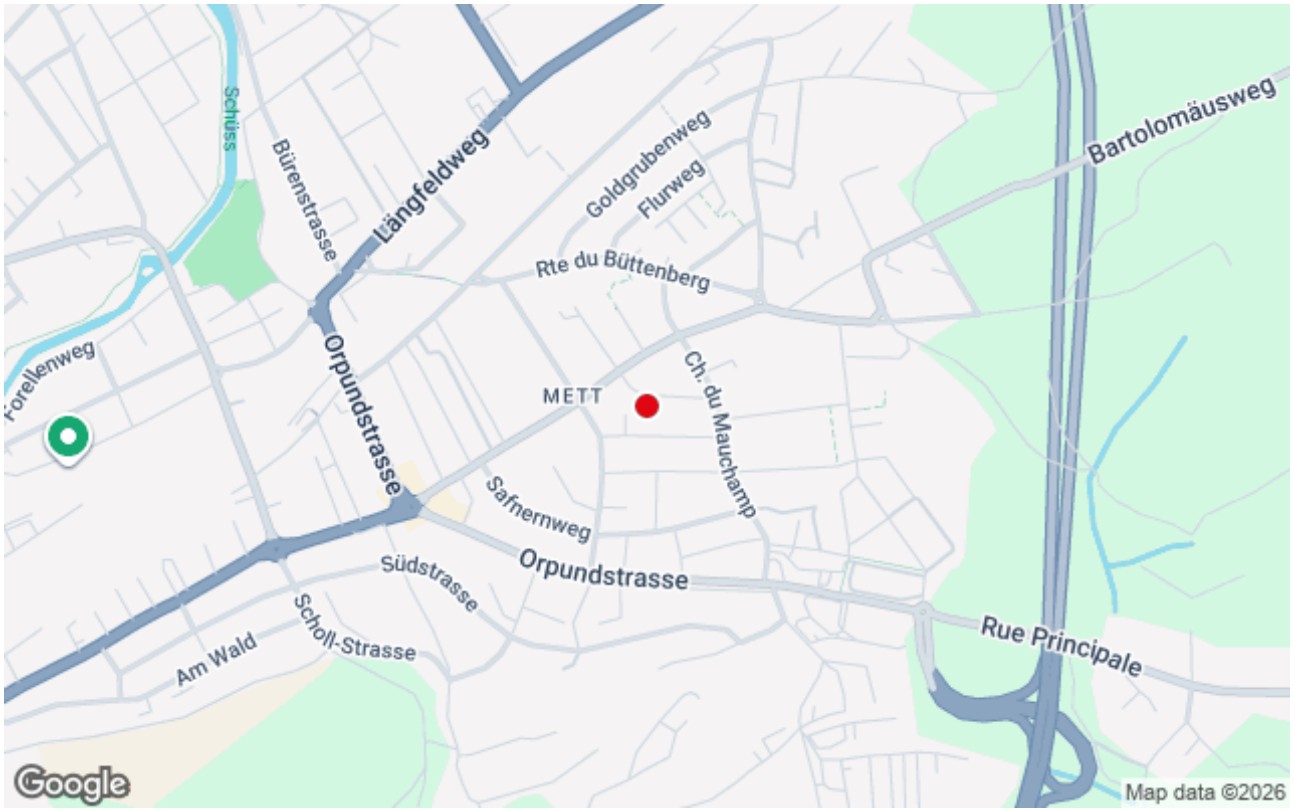 Schüss
Bürenstrasse
Längfeldweg
Goldgrubenweg
Flurweg
Bartolomäusweg
Rte du Büttenberg
Forellenweg
Orpundstrasse
METT
Ch. du Mauchamp
Safnernweg
Orpundstrasse
Südstrasse
Scholl-Strasse
Am Wald
Rue Principale
Google
Map data ©2026